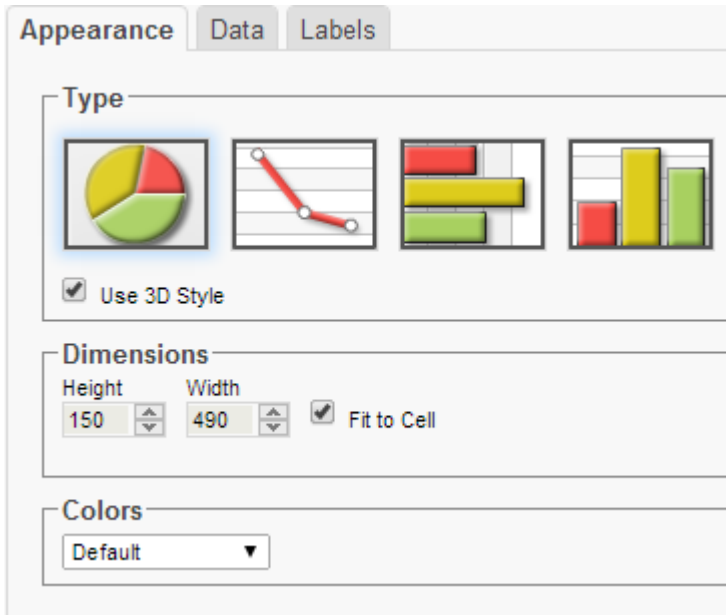 Appearance Data Labels
Type
Use 3D Style
Dimensions
Height Width
150 490 Fit to Cell
Colors
Default